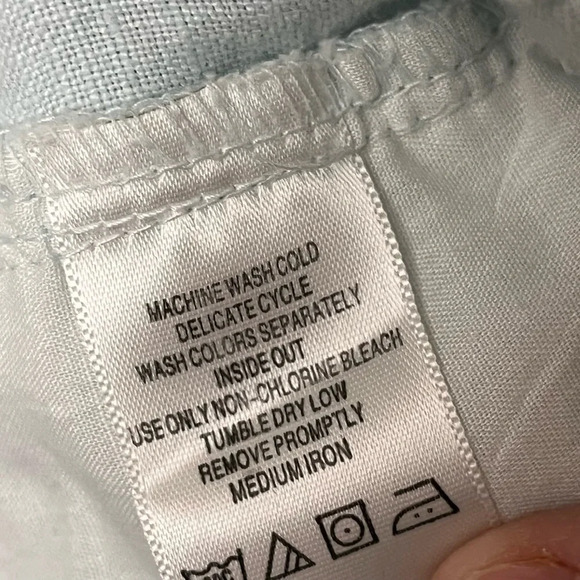 MACHINE WASH COLD
DELICATE CYCLE
WASH COLORS SEPARATELY
INSIDE OUT
USE ONLY NON-CHLORINE BLEACH
TUMBLE DRY LOW
REMOVE PROMPTLY
MEDIUM IRON